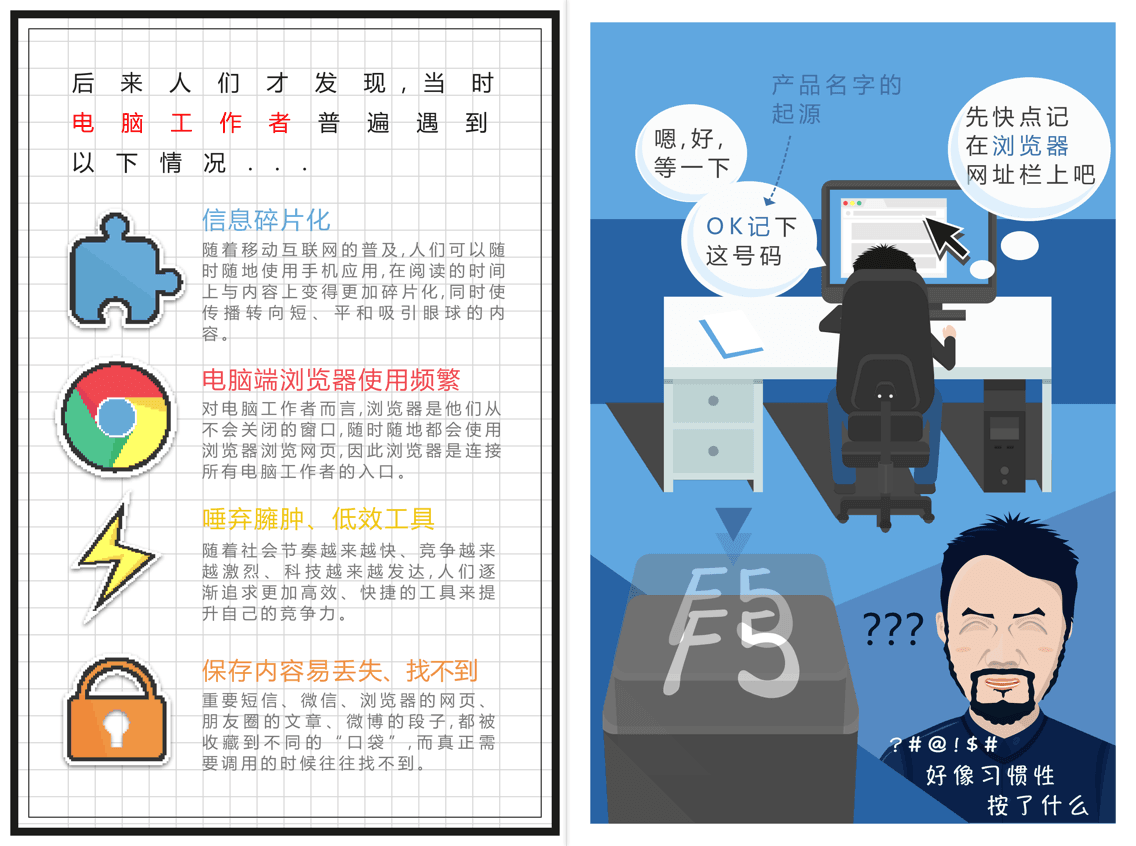 后来人们才发现,当时
电脑工作者普遍遇到
以下情况...
信息碎片化
随着移动互联网的普及,人们可以随
时随地使用手机应用,在阅读的时间
上与内容上变得更加碎片化,同时使
传播转向短、平和吸引眼球的内
容。
电脑端浏览器使用频繁
对电脑工作者而言,浏览器是他们从
不会关闭的窗口,随时随地都会使用
浏览器浏览网页,因此浏览器是连接
所有电脑工作者的入口。
唾弃臃肿、低效工具
随着社会节奏越来越快、竞争越来
越激烈、科技越来越发达,人们逐
渐追求更加高效、快捷的工具来提
升自己的竞争力。
保存内容易丢失、找不到
重要短信、微信、浏览器的网页、
朋友圈的文章、微博的段子,都被
收藏到不同的“口袋”,而真正需
要调用的时候往往找不到。
产品名字的
起源
嗯,好,
等一下
OK记下
这号码
先快点记
在浏览器
网址栏上吧
F5
F5
???
?#@!$#
好像习惯性
按了什么